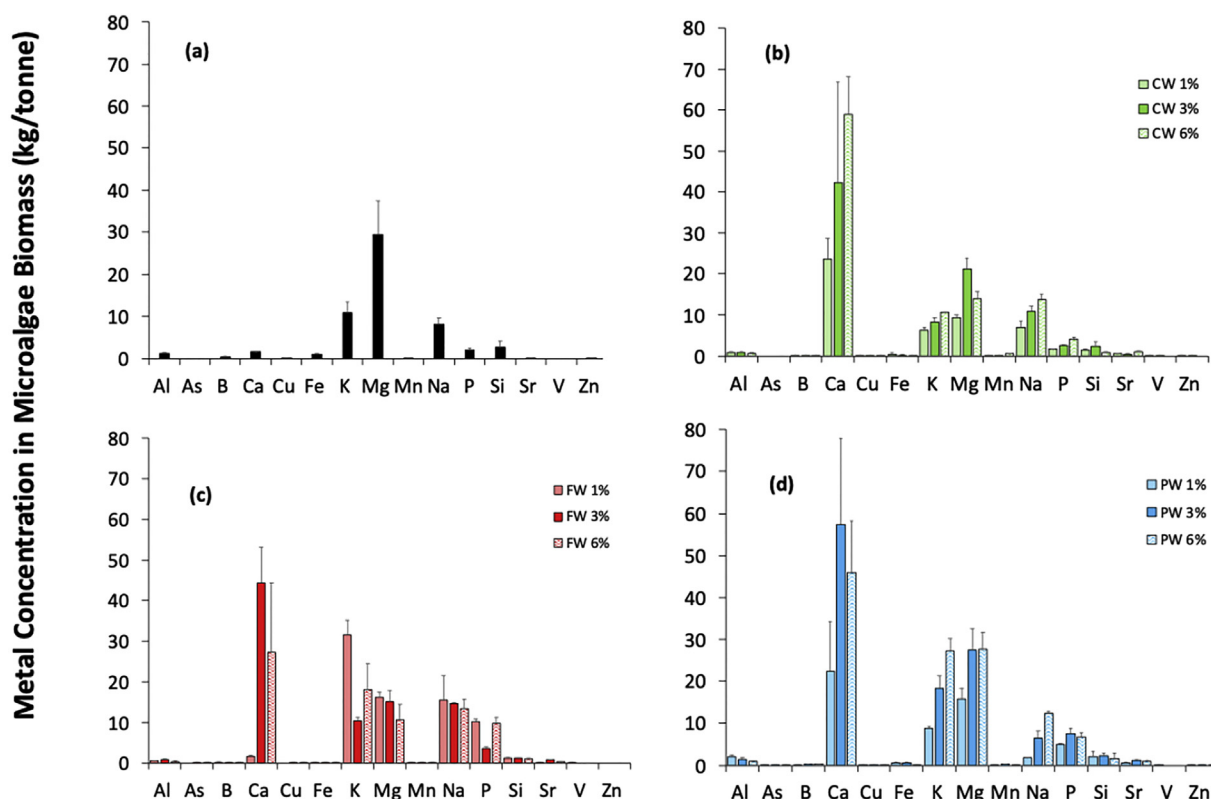 Metal Concentration in Microalgae Biomass (kg/tonne)
(a)
80
70
60
50
40
30
20
10
0
Al As B Ca Cu Fe K Mg Mn Na P Si Sr V Zn
(b)
80
70
60
50
40
30
20
10
0
CW 1%
CW 3%
CW 6%
Al As B Ca Cu Fe K Mg Mn Na P Si Sr V Zn
(c)
80
70
60
50
40
30
20
10
0
FW 1%
FW 3%
FW 6%
Al As B Ca Cu Fe K Mg Mn Na P Si Sr V Zn
(d)
80
70
60
50
40
30
20
10
0
PW 1%
PW 3%
PW 6%
Al As B Ca Cu Fe K Mg Mn Na P Si Sr V Zn